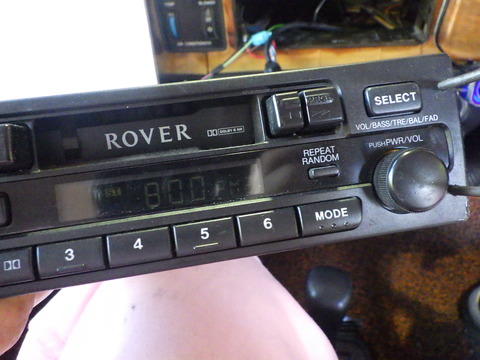 ROVER
DOLBY B NR
SELECT
VOL/BASS/TRE/BAL/FAD
REPEAT
RANDOM
PUSH PWR/VOL
800 FM
3
4
5
6
MODE